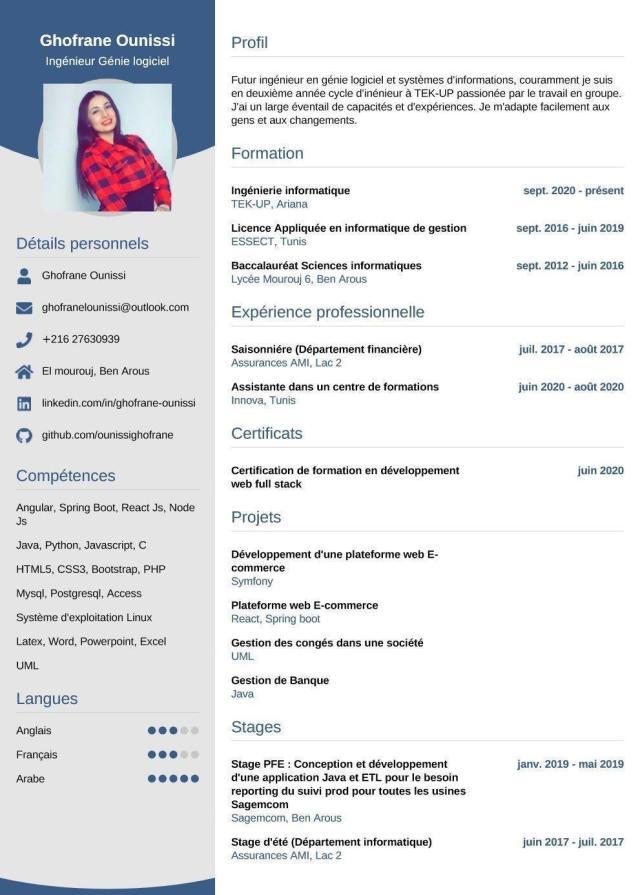 Ghofrane Ounissi
Ingénieur Génie logiciel
Détails personnels
Ghofrane Ounissi
ghofranelounissi@outlook.com
+216 27630939
El mourouj, Ben Arous
linkedin.com/in/ghofrane-ounissi
github.com/ounissighofrane
Compétences
Angular, Spring Boot, React Js, Node
Js
Java, Python, Javascript, C
HTML5, CSS3, Bootstrap, PHP
Mysql, Postgresql, Access
Système d'exploitation Linux
Latex, Word, Powerpoint, Excel
UML
Langues
Anglais
Français
Arabe
Profil
Futur ingénieur en génie logiciel et systèmes d'informations, couramment je suis
en deuxième année cycle d'inénieur à TEK-UP passionée par le travail en groupe.
J'ai un large éventail de capacités et d'expériences. Je m'adapte facilement aux
gens et aux changements.
Formation
Ingénierie informatique sept. 2020 - présent
TEK-UP, Ariana
Licence Appliquée en informatique de gestion sept. 2016 - juin 2019
ESSECT, Tunis
Baccalauréat Sciences informatiques sept. 2012 - juin 2016
Lycée Mourouj 6, Ben Arous
Expérience professionnelle
Saisonniére (Département financière) juil. 2017 - août 2017
Assurances AMI, Lac 2
Assistante dans un centre de formations juin 2020 - août 2020
Innova, Tunis
Certificats
Certification de formation en développement juin 2020
web full stack
Projets
Développement d'une plateforme web E-
commerce
Symfony
Plateforme web E-commerce
React, Spring boot
Gestion des congés dans une société
UML
Gestion de Banque
Java
Stages
Stage PFE : Conception et développement janv. 2019 - mai 2019
d'une application Java et ETL pour le besoin
reporting du suivi prod pour toutes les usines
Sagemcom
Sagemcom, Ben Arous
Stage d'été (Département informatique) juin 2017 - juil. 2017
Assurances AMI, Lac 2